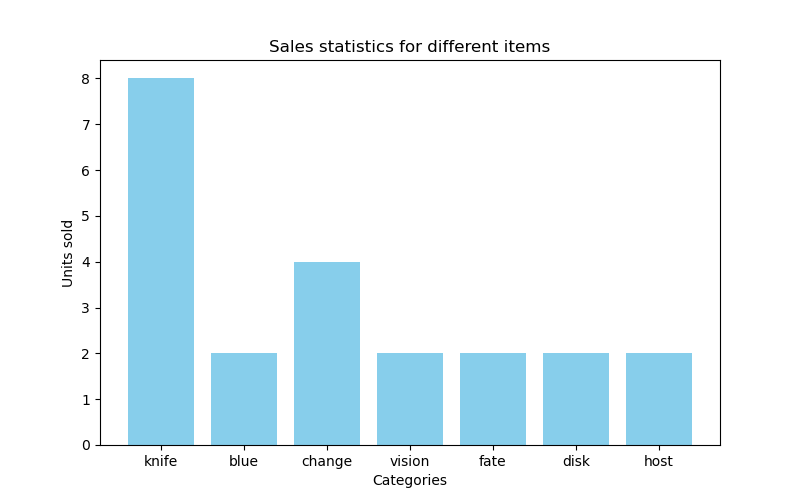 Sales statistics for different items
Units sold
8
7
6
5
4
3
2
1
0
knife blue change vision fate disk host
Categories